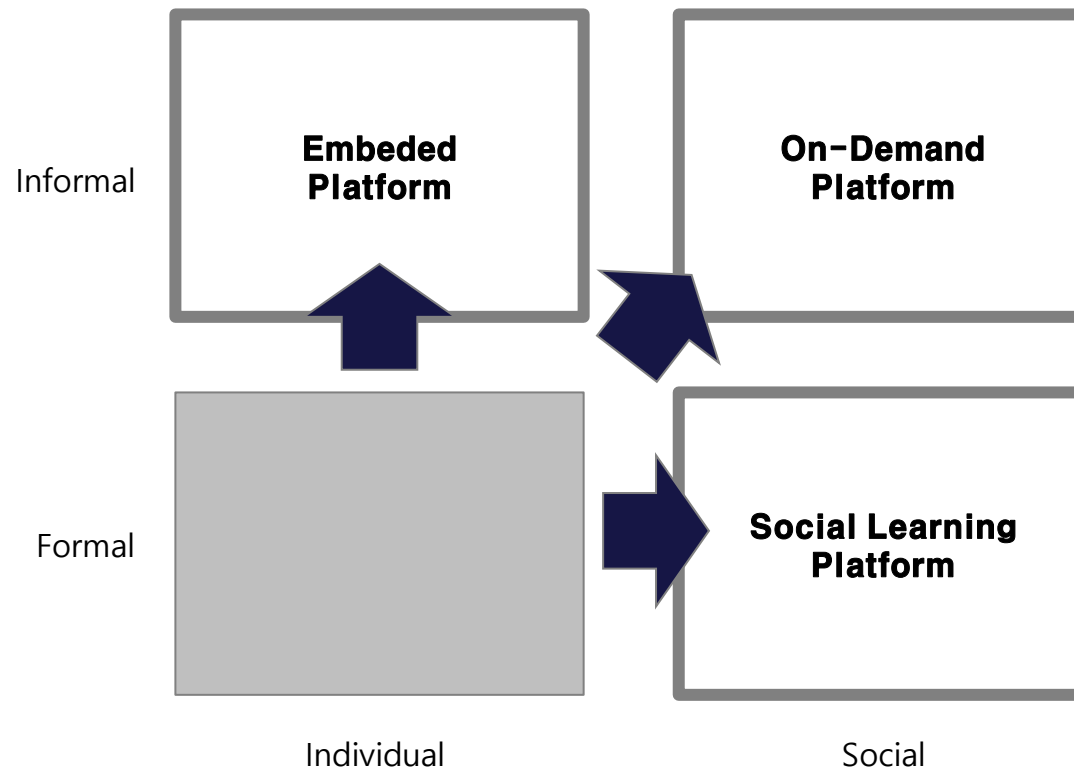 Informal
Embeded
Platform
On-Demand
Platform
Formal
Social Learning
Platform
Individual
Social